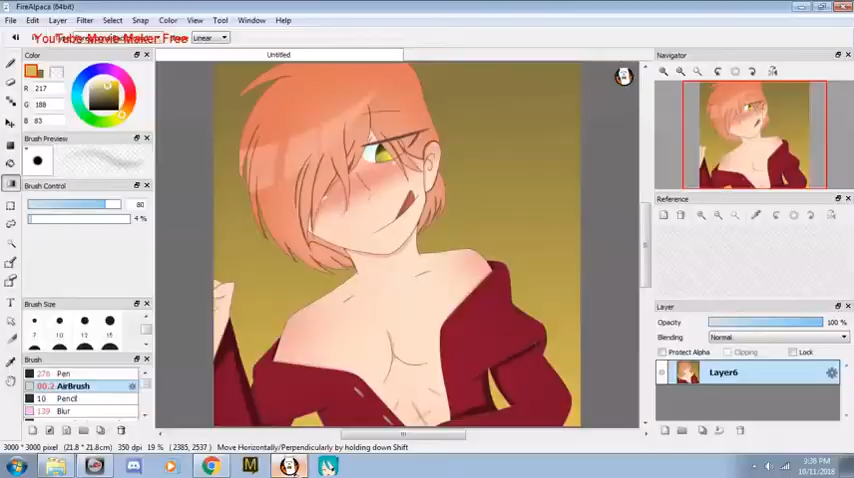 FireAlpaca (64bit)
File Edit Layer Filter Select Snap Color View Tool Window Help
YouTube Movie Maker Free
Linear
Color
Untitled
Navigator
R 217
G 188
B 83
Brush Preview
Brush Control
80
4 %
Reference
Brush Size
7 10 12 15
Layer
Opacity 100 %
Blending Normal
Protect Alpha Clipping Lock
Layer6
Brush
276 Pen
00.2 AirBrush
10 Pencil
139 Blur
3000 * 3000 pixel (21.8 * 21.8cm) 350 dpi 19 % (2385, 2537) Move Horizontally/Perpendicularly by holding down Shift
9:38 PM
10/11/2018